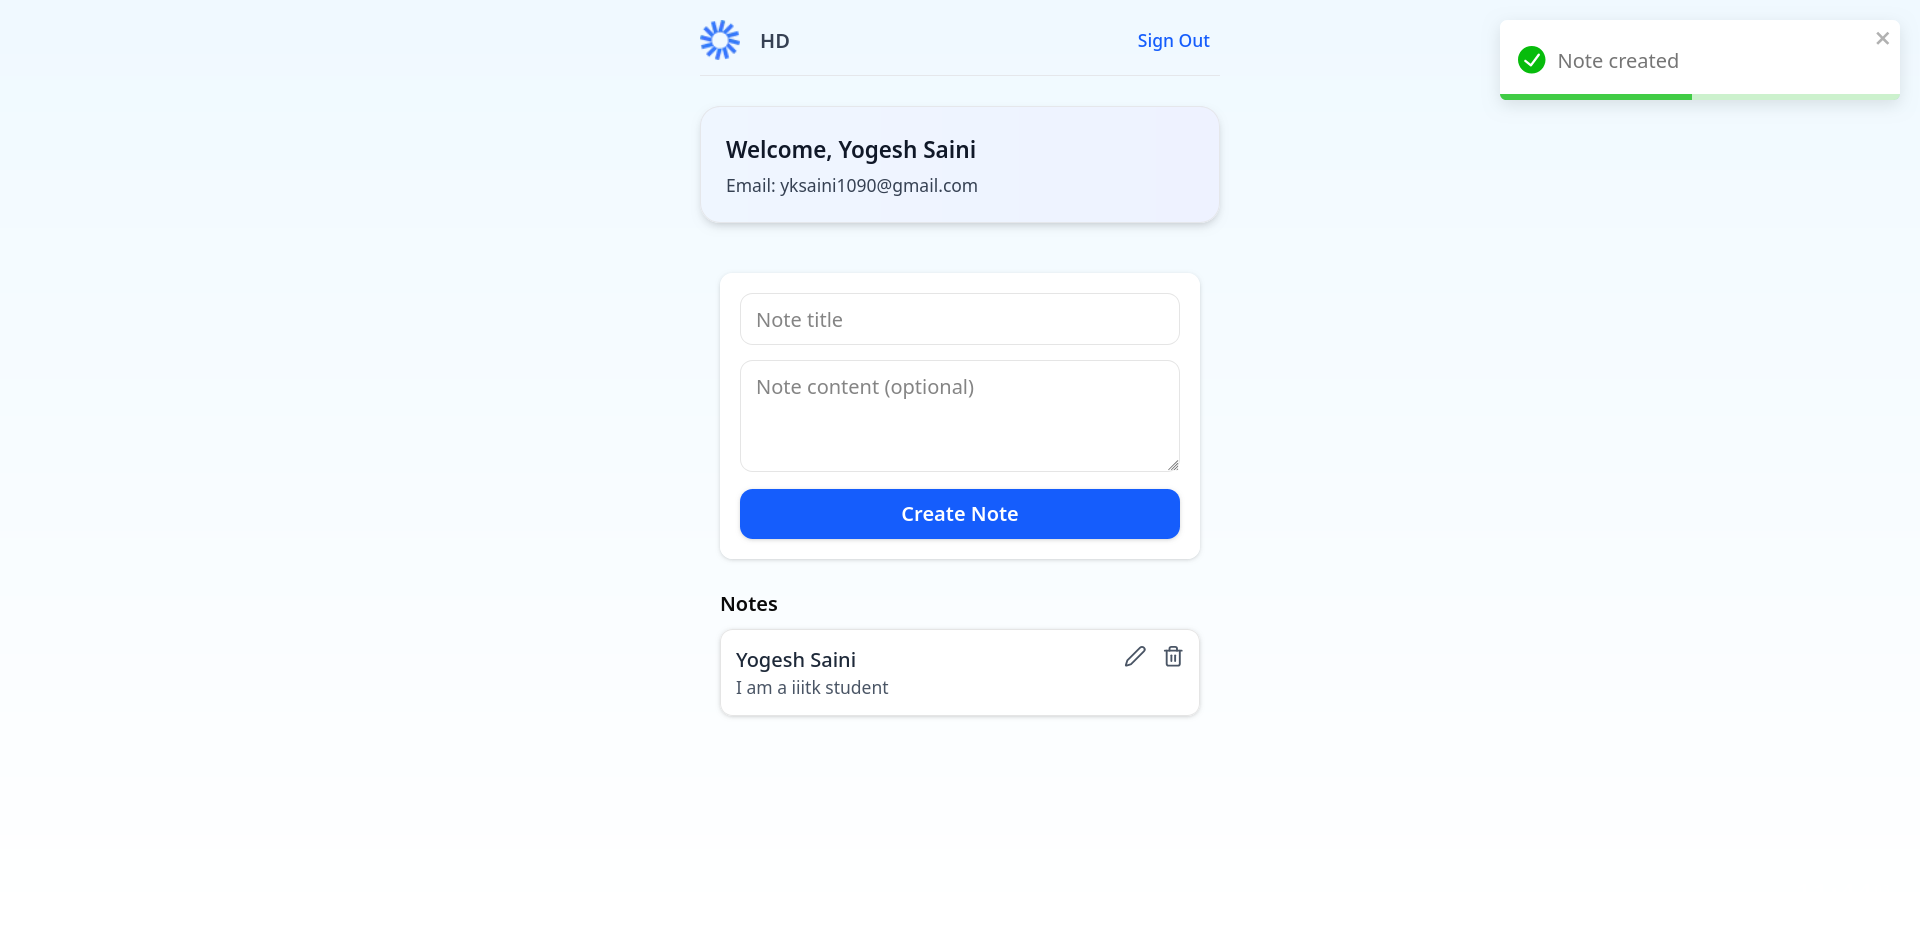 HD
Sign Out
Note created
Welcome, Yogesh Saini
Email: yksaini1090@gmail.com
Note title
Note content (optional)
Create Note
Notes
Yogesh Saini
I am a iiitk student